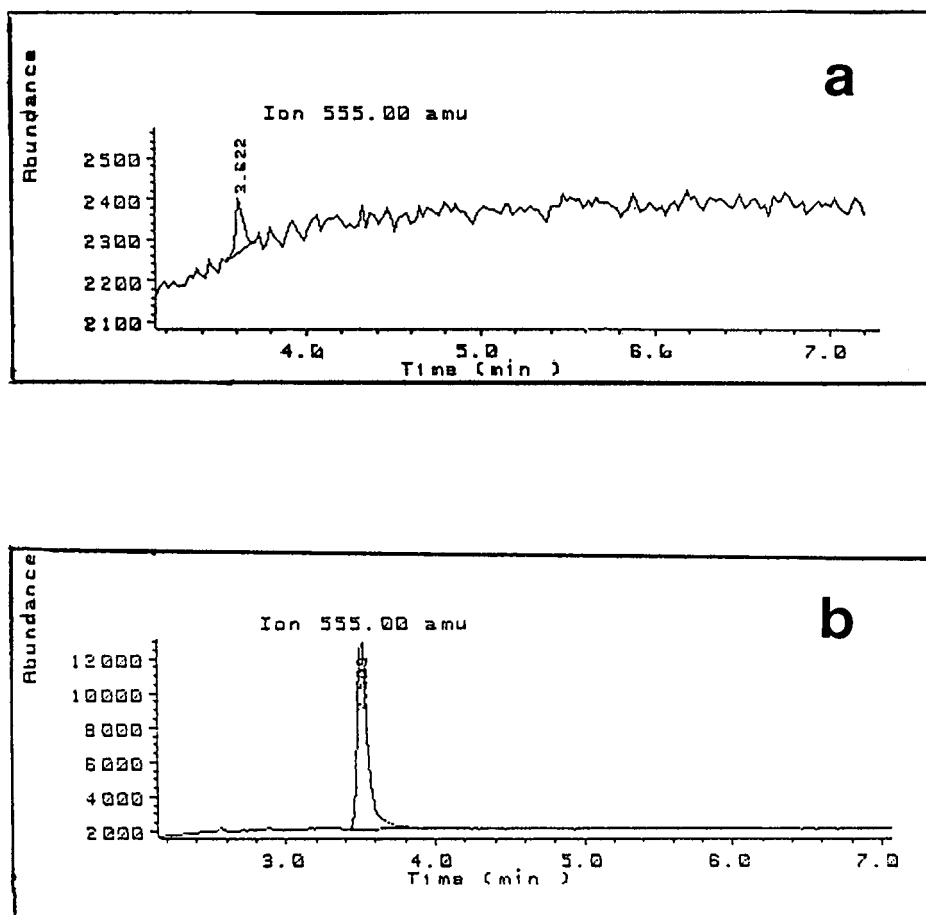 a
Abundance
Ion 555.00 amu
3.622
2500
2400
2300
2200
2100
4.0 5.0 6.6 7.0
Time (min )
b
Abundance
Ion 555.00 amu
12000
10000
8000
6000
4000
2000
3.0 4.0 5.0 6.0 7.0
Time (min )